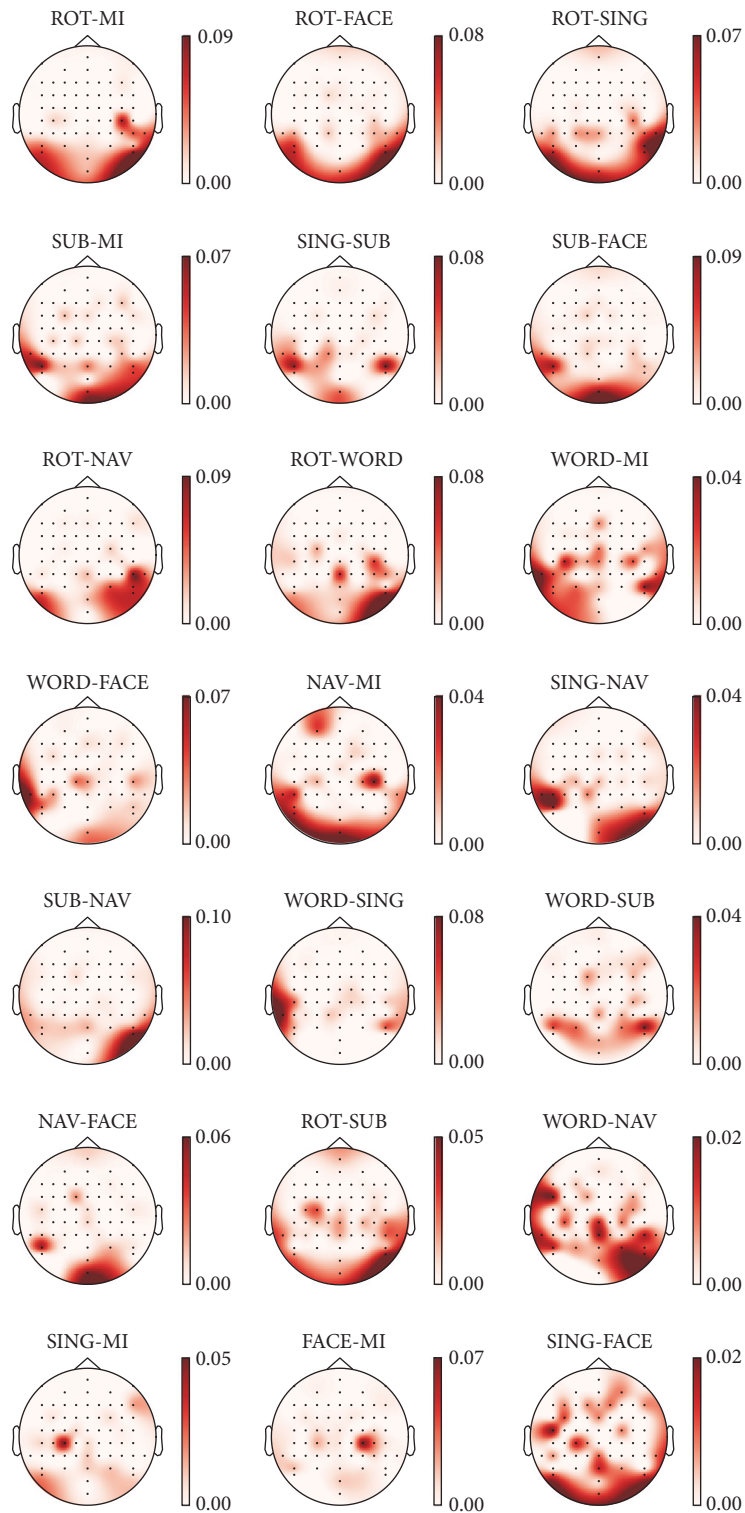 ROT-MI
0.09
0.00
ROT-FACE
0.08
0.00
ROT-SING
0.07
0.00
SUB-MI
0.07
0.00
SING-SUB
0.08
0.00
SUB-FACE
0.09
0.00
ROT-NAV
0.09
0.00
ROT-WORD
0.08
0.00
WORD-MI
0.04
0.00
WORD-FACE
0.07
0.00
NAV-MI
0.04
0.00
SING-NAV
0.04
0.00
SUB-NAV
0.10
0.00
WORD-SING
0.08
0.00
WORD-SUB
0.04
0.00
NAV-FACE
0.06
0.00
ROT-SUB
0.05
0.00
WORD-NAV
0.02
0.00
SING-MI
0.05
0.00
FACE-MI
0.07
0.00
SING-FACE
0.02
0.00